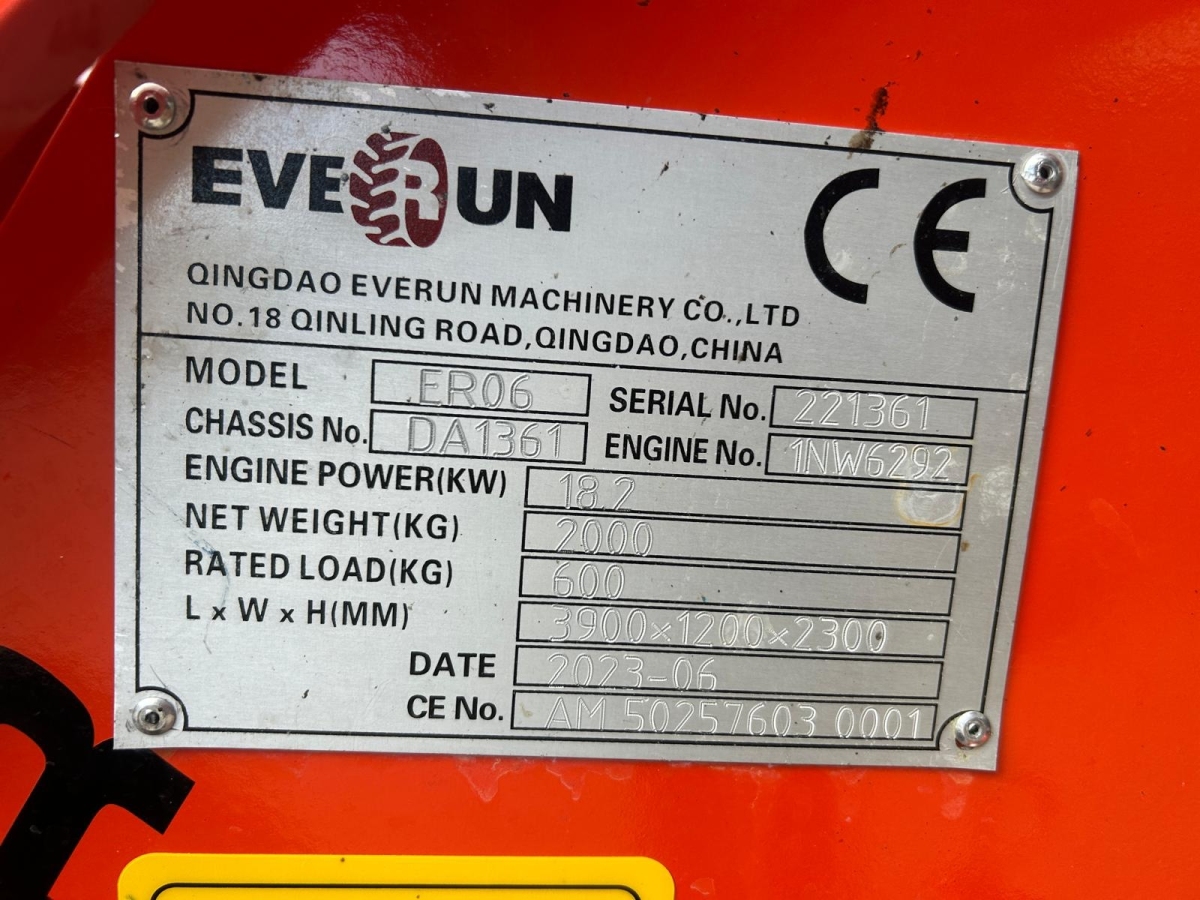 EVERUN CE
QINGDAO EVERUN MACHINERY CO.,LTD
NO.18 QINLING ROAD,QINGDAO,CHINA
MODEL ER06 SERIAL No. 221361
CHASSIS No. DA1361 ENGINE No. 1NW6292
ENGINE POWER(KW) 18.2
NET WEIGHT(KG) 2000
RATED LOAD(KG) 600
L x W x H(MM) 3900×1200×2300
DATE 2023-06
CE No. AM 50257603 0001